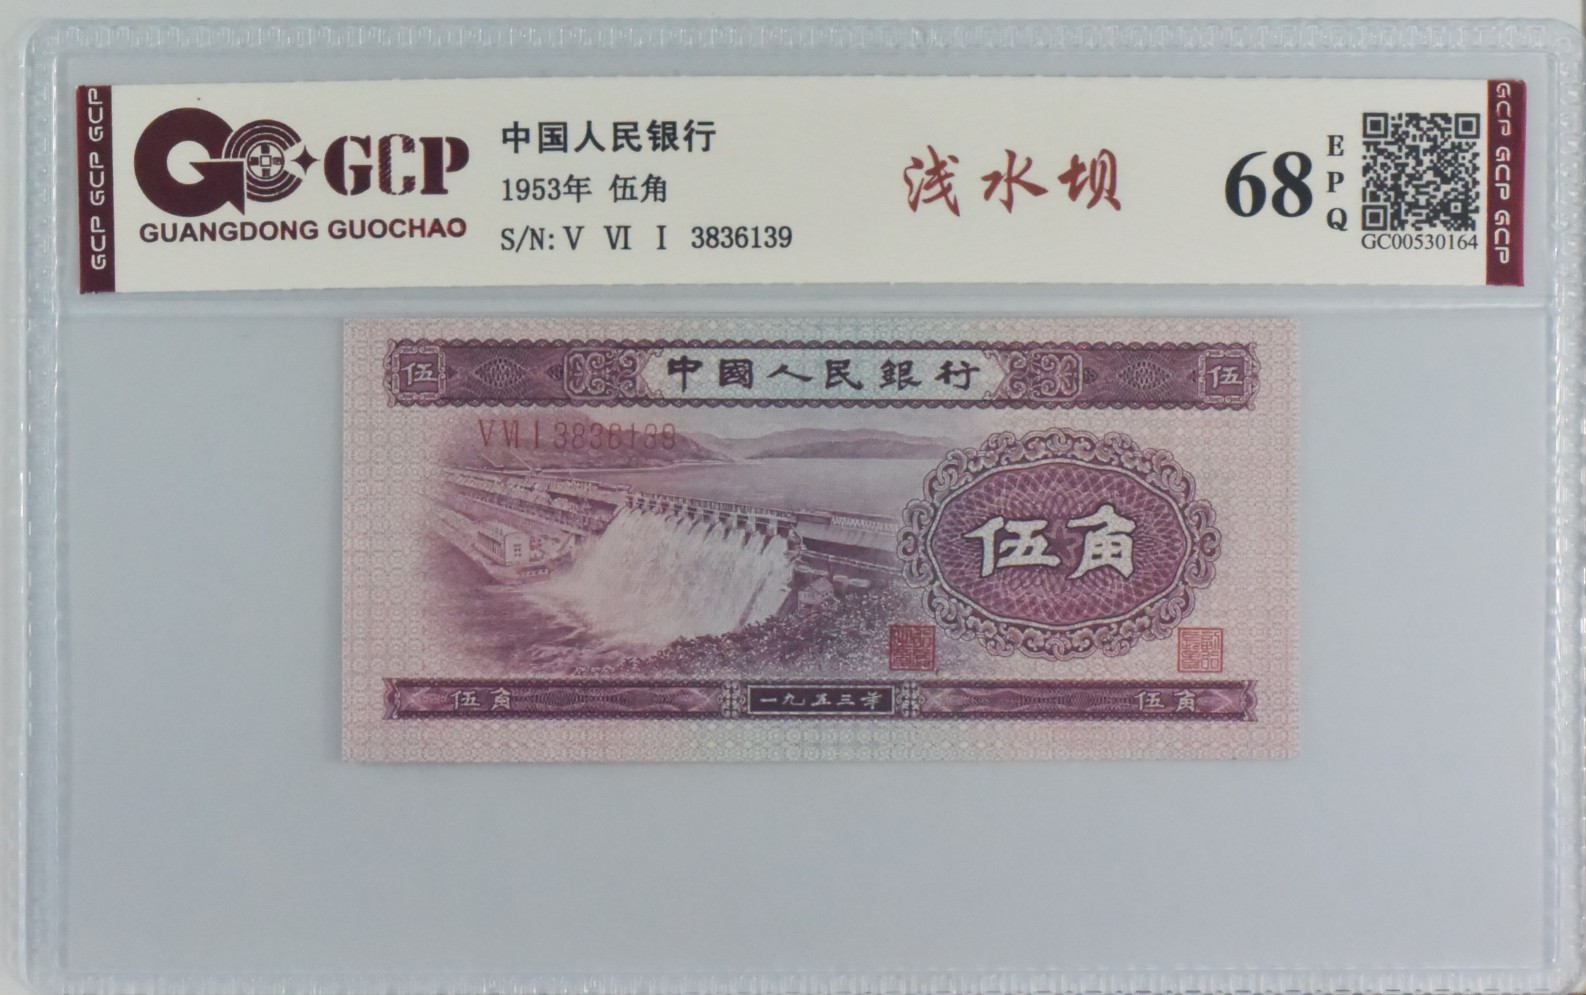 GCP GCP GCP
GCP
GUANGDONG GUOCHAO
中国人民银行
1953年 伍角
S/N: V VI I 3836139
浅水坝
68
EPQ
GC00530164
GCP GCP GCP
伍
中國人民銀行
伍
V VI I 3836139
伍角
伍角
一九五三年
伍角